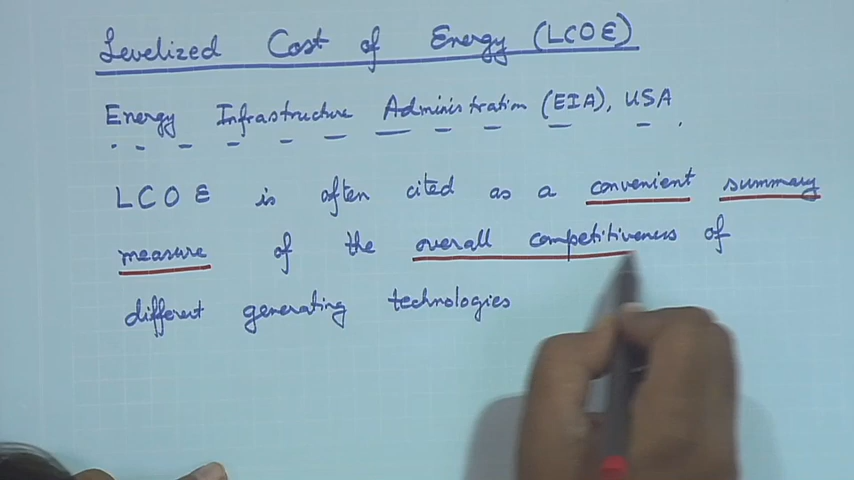 Levelized Cost of Energy (LCOE)
Energy Infrastructure Administration (EIA), USA.
LCOE is often cited as a convenient summary
measure of the overall competitiveness of
different generating technologies